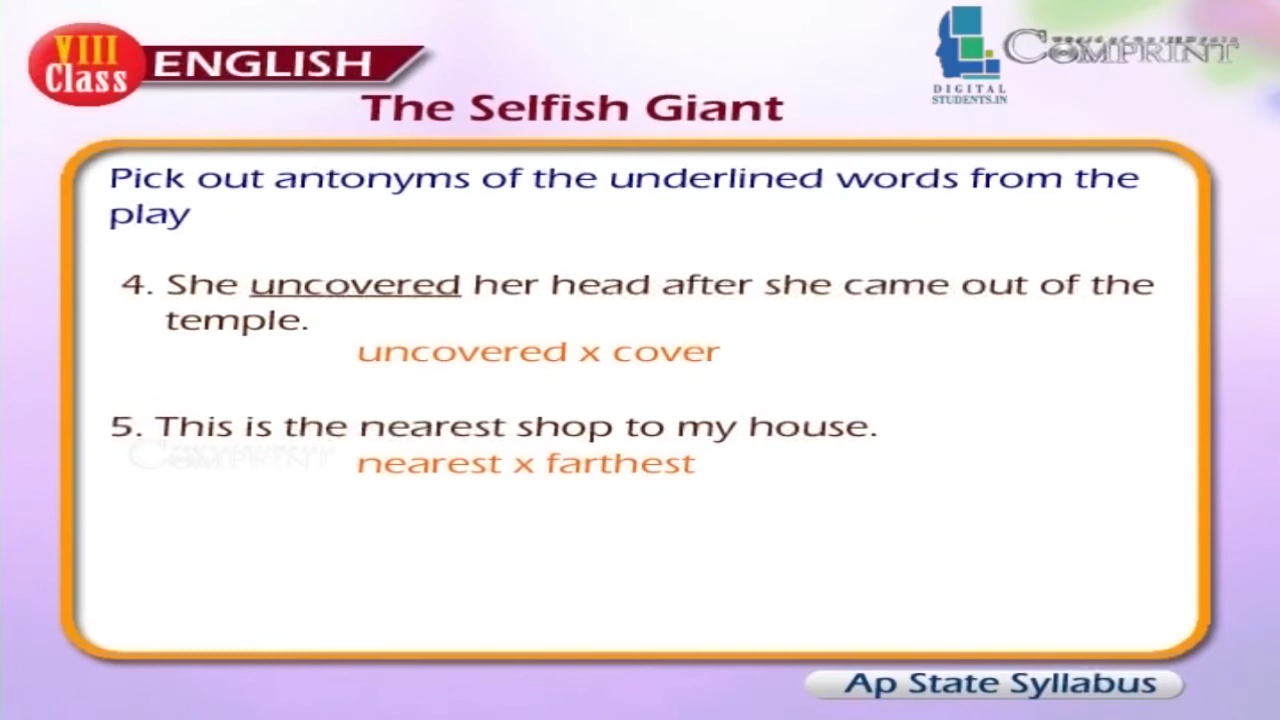 VIII
Class
ENGLISH
The Selfish Giant
DIGITAL
STUDENTS.IN
COMPRINT
Pick out antonyms of the underlined words from the
play
4. She uncovered her head after she came out of the
temple.
uncovered x cover
5. This is the nearest shop to my house.
COMPRINT
nearest x farthest
Ap State Syllabus